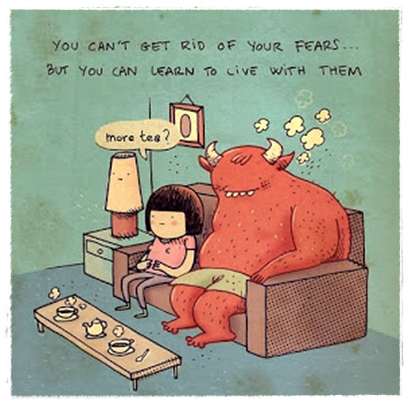 YOU CAN'T GET RID OF YOUR FEARS...
BUT YOU CAN LEARN TO LIVE WITH THEM
more tea?